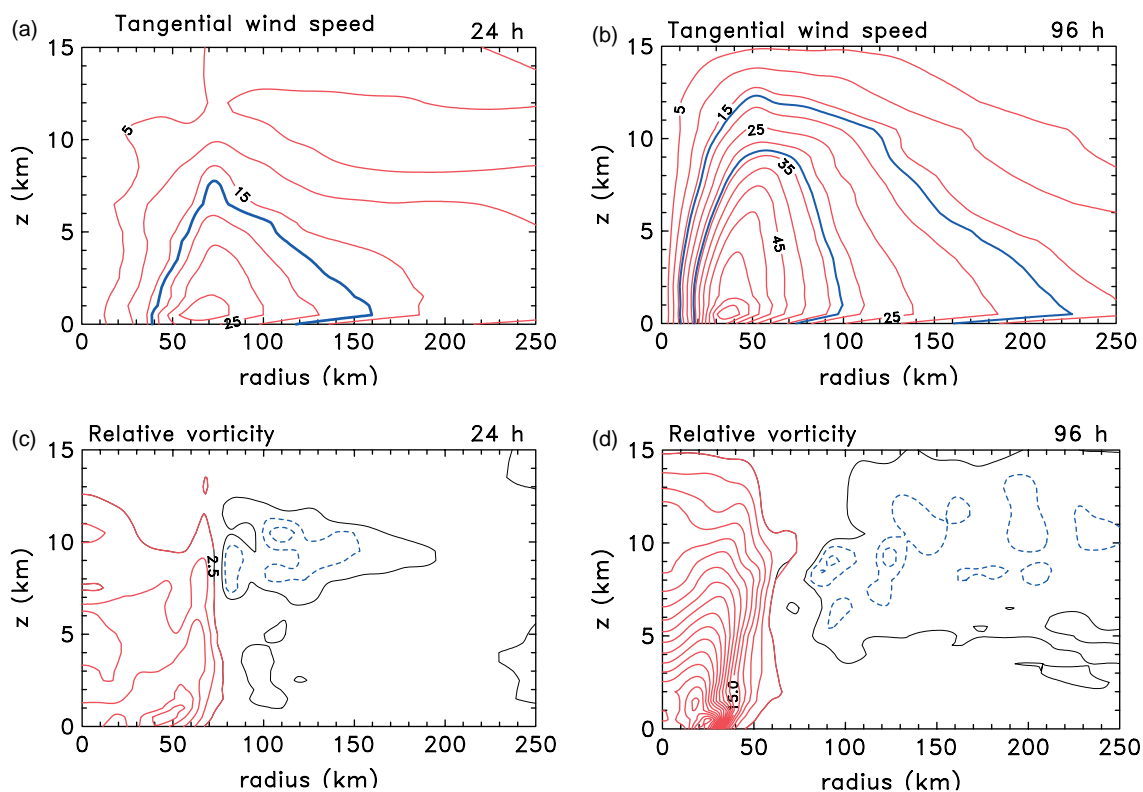 (a) Tangential wind speed 24 h
15
10
5
0
z (km)
5
15
25
0 50 100 150 200 250
radius (km)
(b) Tangential wind speed 96 h
15
10
5
0
z (km)
5
15
25
35
45
25
0 50 100 150 200 250
radius (km)
(c) Relative vorticity 24 h
15
10
5
0
z (km)
2.5
0 50 100 150 200 250
radius (km)
(d) Relative vorticity 96 h
15
10
5
0
z (km)
15.0
0 50 100 150 200 250
radius (km)